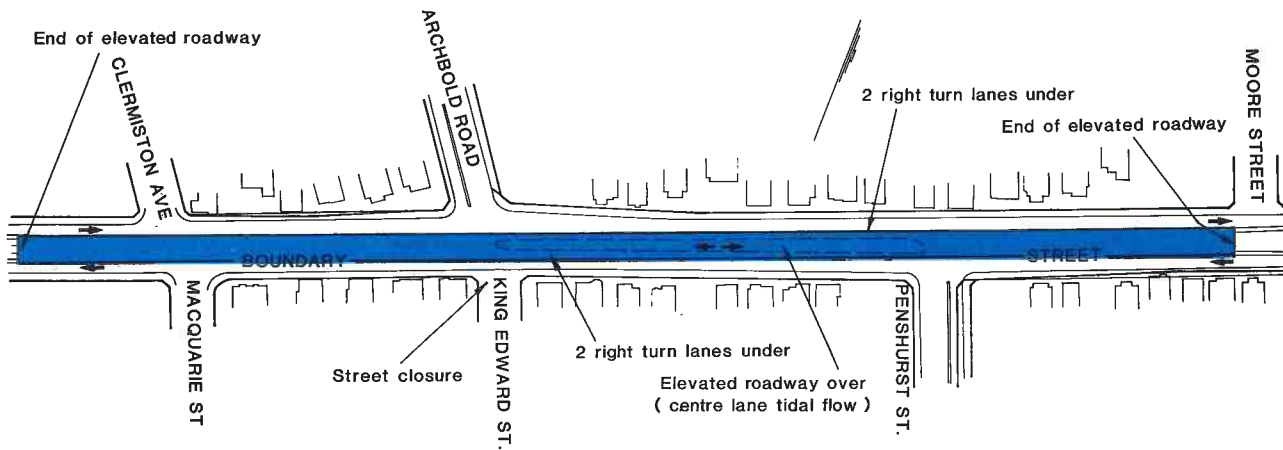 End of elevated roadway
CLERMISTON AVE
ARCHBOLD ROAD
2 right turn lanes under
End of elevated roadway
MOORE STREET
BOUNDARY
STREET
MACQUARIE ST
Street closure
KING EDWARD ST.
2 right turn lanes under
Elevated roadway over
( centre lane tidal flow )
PENSHURST ST.